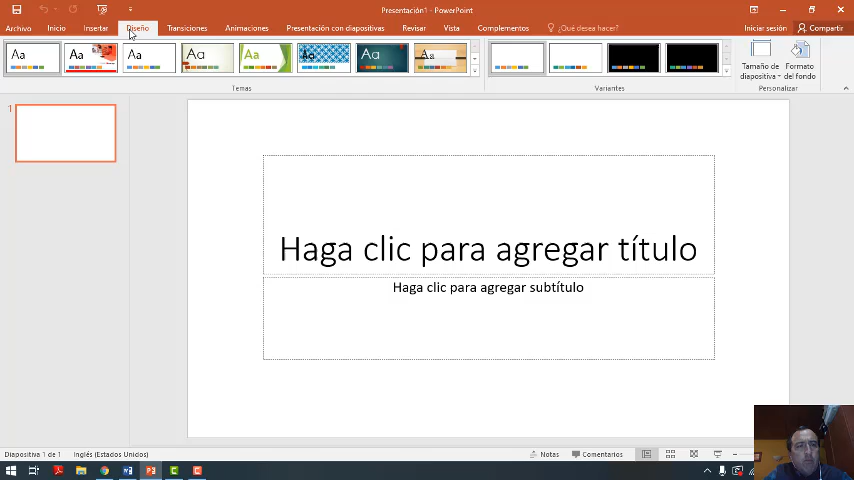 Presentación1 - PowerPoint
Archivo Inicio Insertar Diseño Transiciones Animaciones Presentación con diapositivas Revisar Vista Complementos ¿Qué desea hacer? Iniciar sesión Compartir
Aa Aa Aa Aa Aa Aa Aa Aa
Tamaño de diapositiva
Formato del fondo
Temas Variantes Personalizar
1
Haga clic para agregar título
Haga clic para agregar subtítulo
Diapositiva 1 de 1 Inglés (Estados Unidos) Notas Comentarios